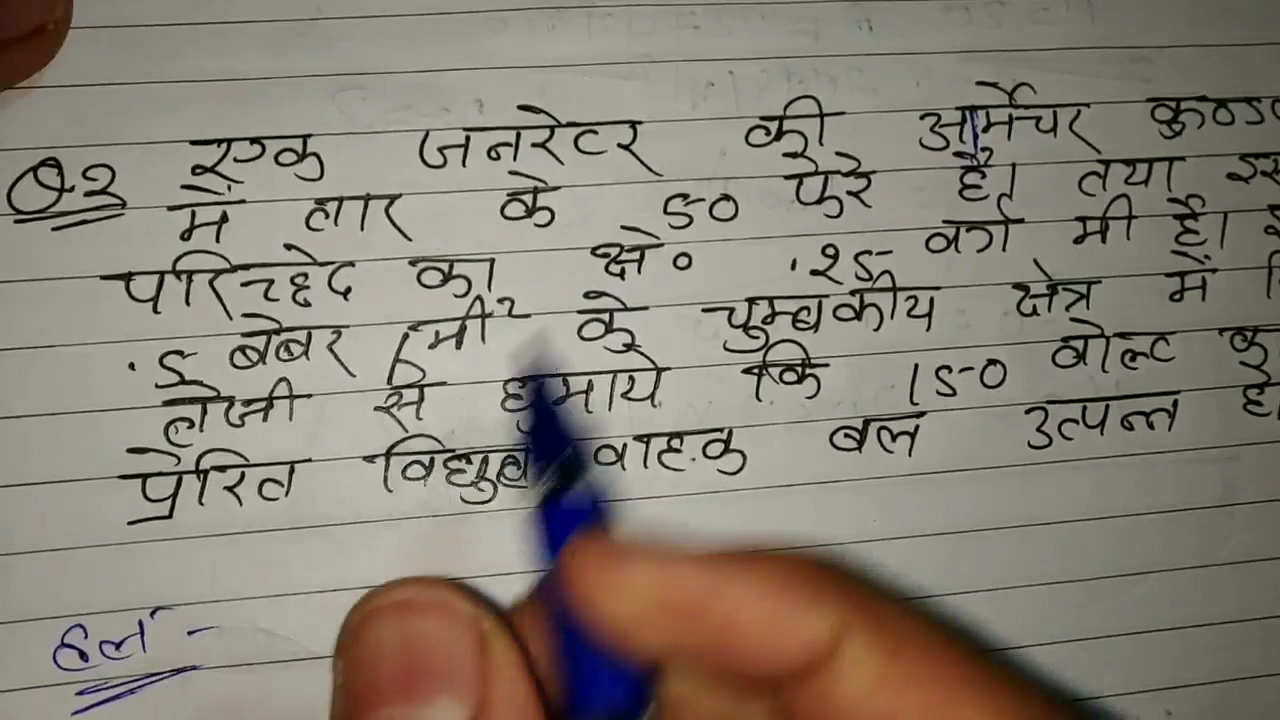 Q2 एक जनरेटर की आर्मेचर
में तार के 50 फेरे है। तथा
परिच्छेद का क्षे० .25 वर्ग मी है।
.5 बेबर /मी² के चुम्बकीय क्षेत्र में
तेजी से घुमाये कि 150 वोल्ट
प्रेरित विद्युत वाहक बल उत्पन्न
हल -